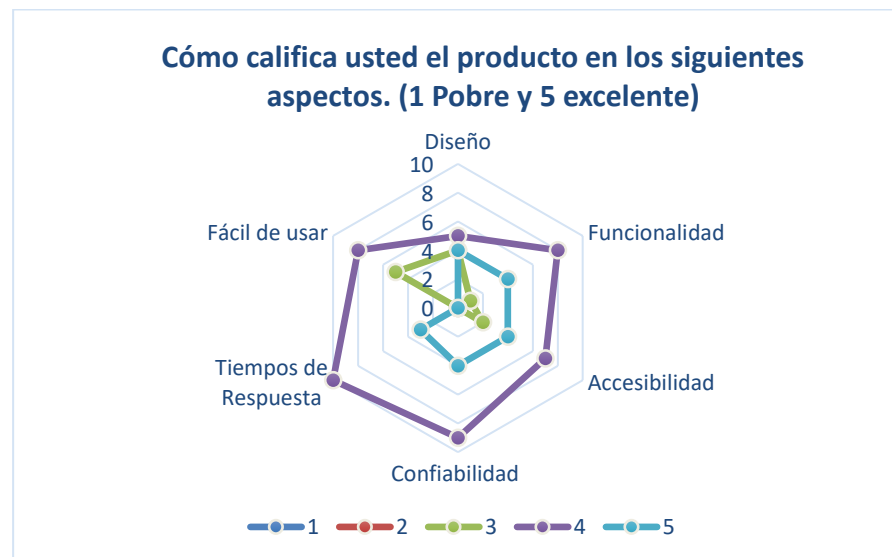 Cómo califica usted el producto en los siguientes
aspectos. (1 Pobre y 5 excelente)
Diseño
10
8
6
4
2
0
Fácil de usar
Funcionalidad
Tiempos de
Respuesta
Accesibilidad
Confiabilidad
1 2 3 4 5